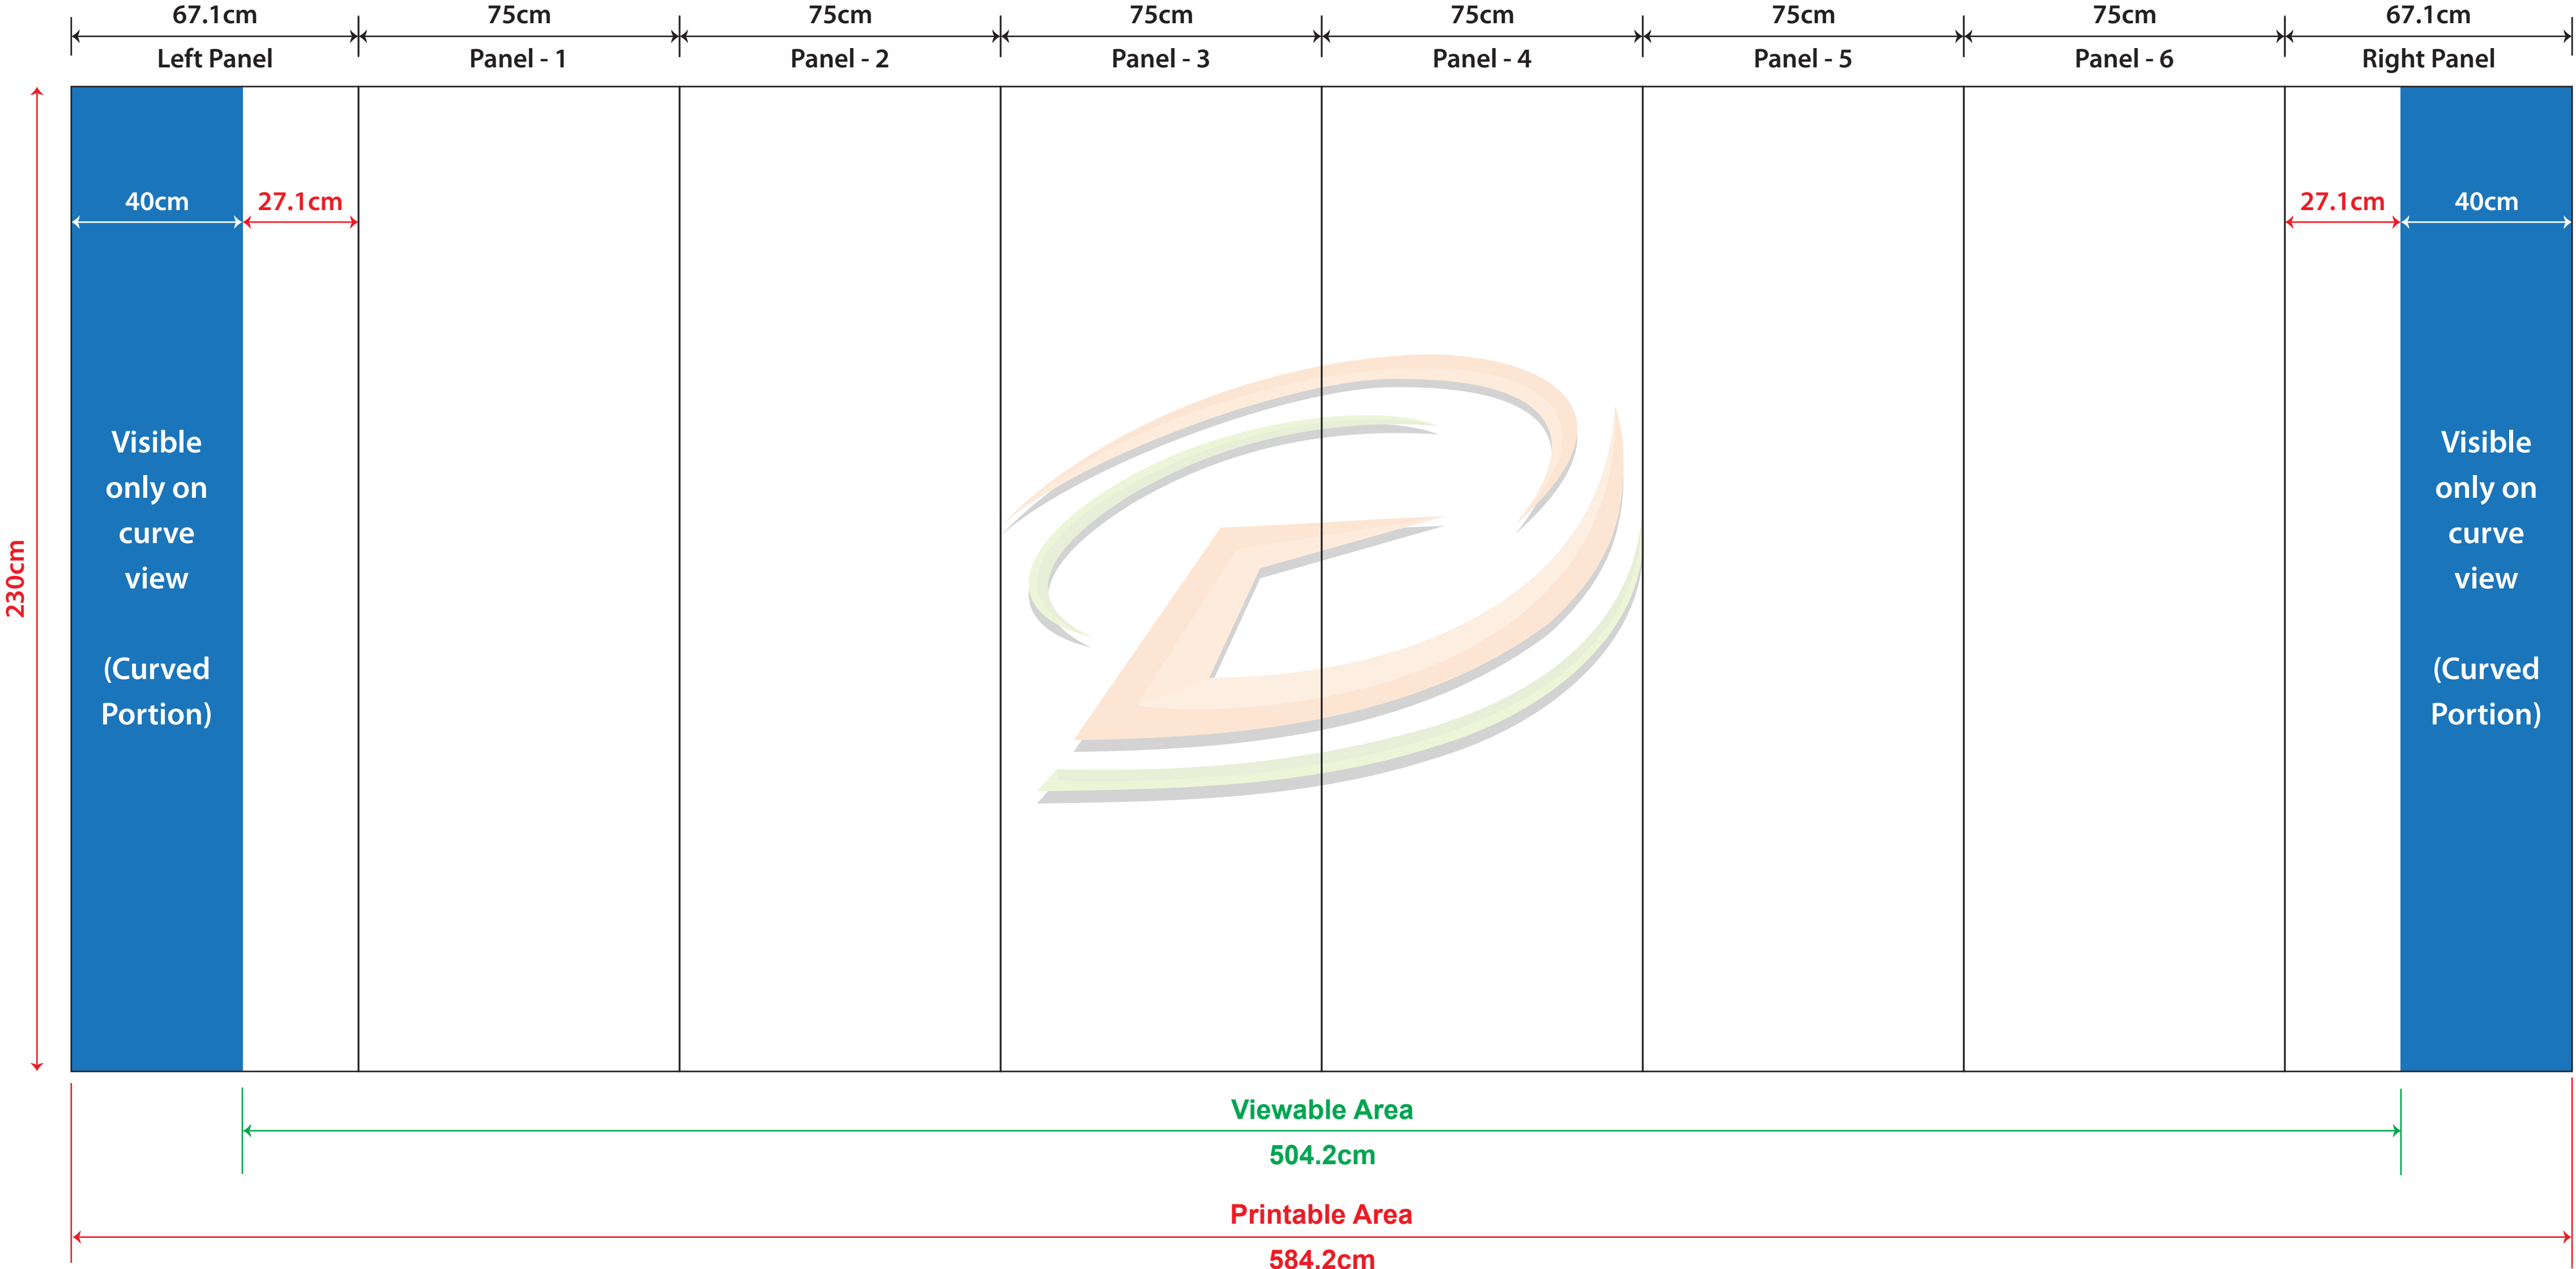 67.1cm 75cm 75cm 75cm 75cm 75cm 75cm 67.1cm
Left Panel Panel - 1 Panel - 2 Panel - 3 Panel - 4 Panel - 5 Panel - 6 Right Panel
40cm 27.1cm 27.1cm 40cm
230cm
Visible
only on
curve
view
(Curved
Portion)
Visible
only on
curve
view
(Curved
Portion)
Viewable Area
504.2cm
Printable Area
584.2cm